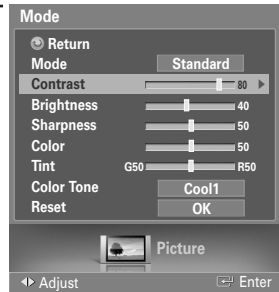 Mode
Return
Mode Standard
Contrast 80
Brightness 40
Sharpness 50
Color 50
Tint G50 R50
Color Tone Cool1
Reset OK
Picture
Adjust Enter